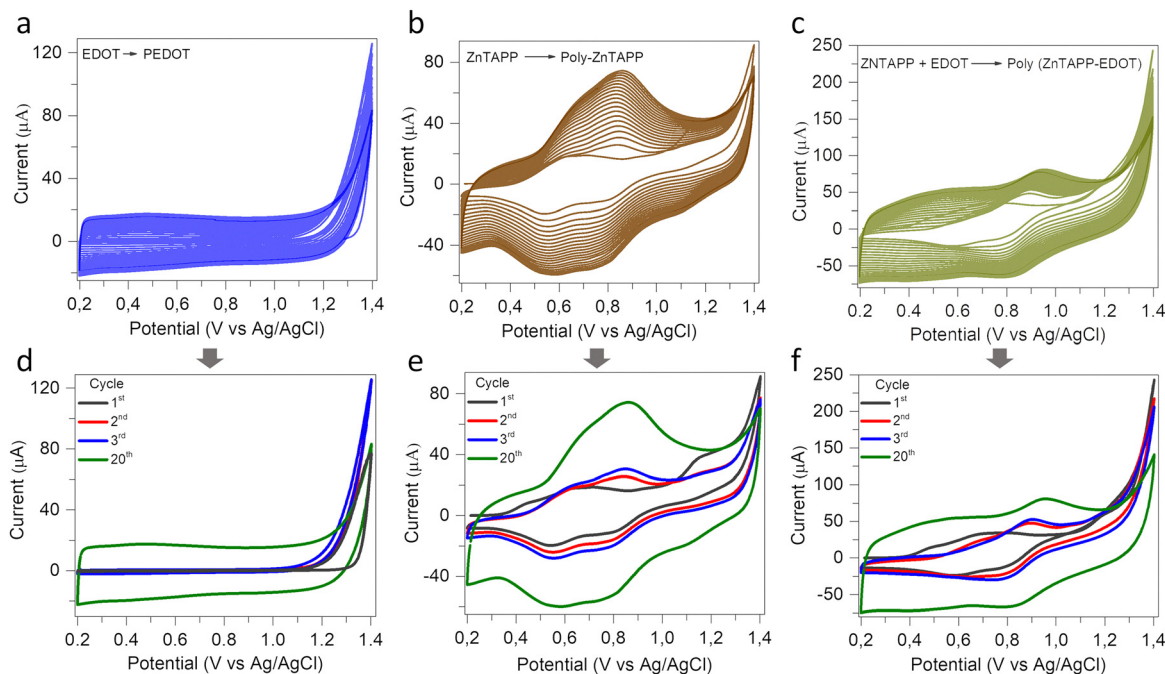 a
EDOT → PEDOT
120
80
40
0
0,2 0,4 0,6 0,8 1,0 1,2 1,4
Current (µA)
Potential (V vs Ag/AgCl)
b
ZnTAPP → Poly-ZnTAPP
80
40
0
-40
0,2 0,4 0,6 0,8 1,0 1,2 1,4
Current (µA)
Potential (V vs Ag/AgCl)
c
ZNTAPP + EDOT → Poly (ZnTAPP-EDOT)
250
200
150
100
50
0
-50
0,2 0,4 0,6 0,8 1,0 1,2 1,4
Current (µA)
Potential (V vs Ag/AgCl)
d
Cycle
1st
2nd
3rd
20th
120
80
40
0
0,2 0,4 0,6 0,8 1,0 1,2 1,4
Current (µA)
Potential (V vs Ag/AgCl)
e
Cycle
1st
2nd
3rd
20th
80
40
0
-40
0,2 0,4 0,6 0,8 1,0 1,2 1,4
Current (µA)
Potential (V vs Ag/AgCl)
f
Cycle
1st
2nd
3rd
20th
250
200
150
100
50
0
-50
0,2 0,4 0,6 0,8 1,0 1,2 1,4
Current (µA)
Potential (V vs Ag/AgCl)